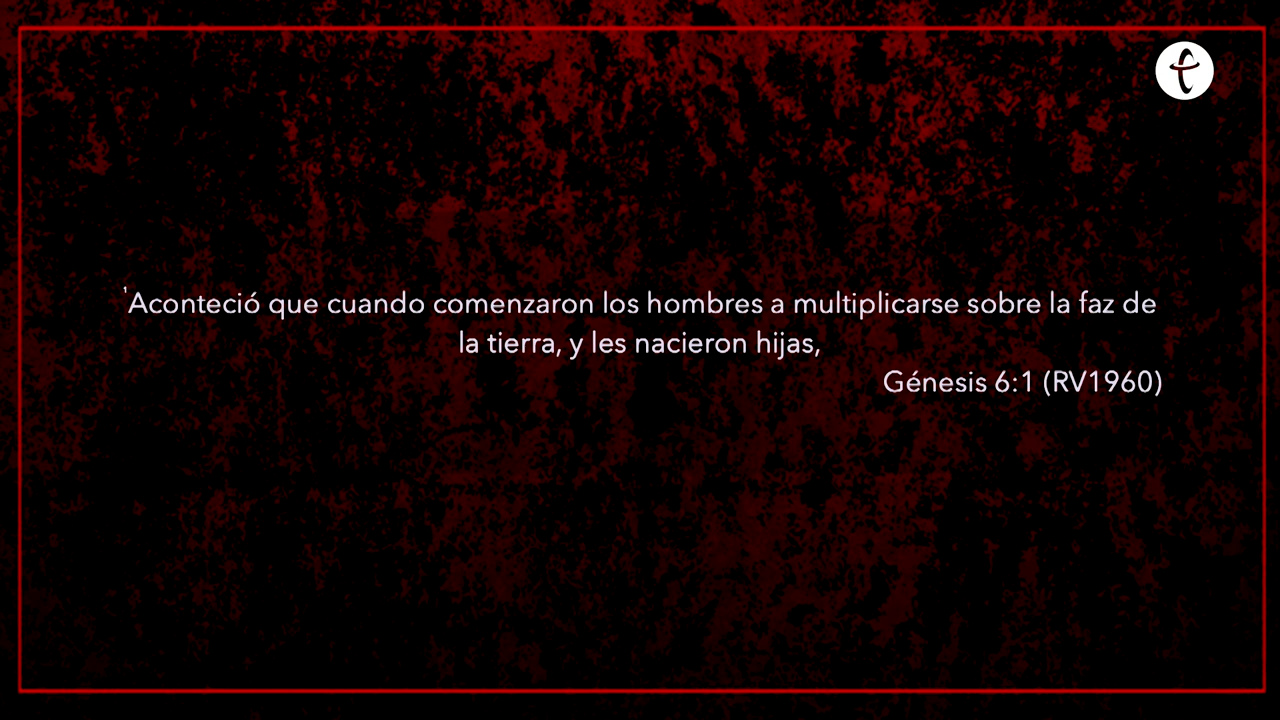 ¹Aconteció que cuando comenzaron los hombres a multiplicarse sobre la faz de
la tierra, y les nacieron hijas,
Génesis 6:1 (RV1960)